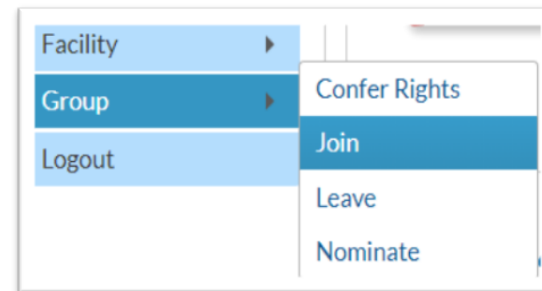 Facility
Group
Logout
Confer Rights
Join
Leave
Nominate